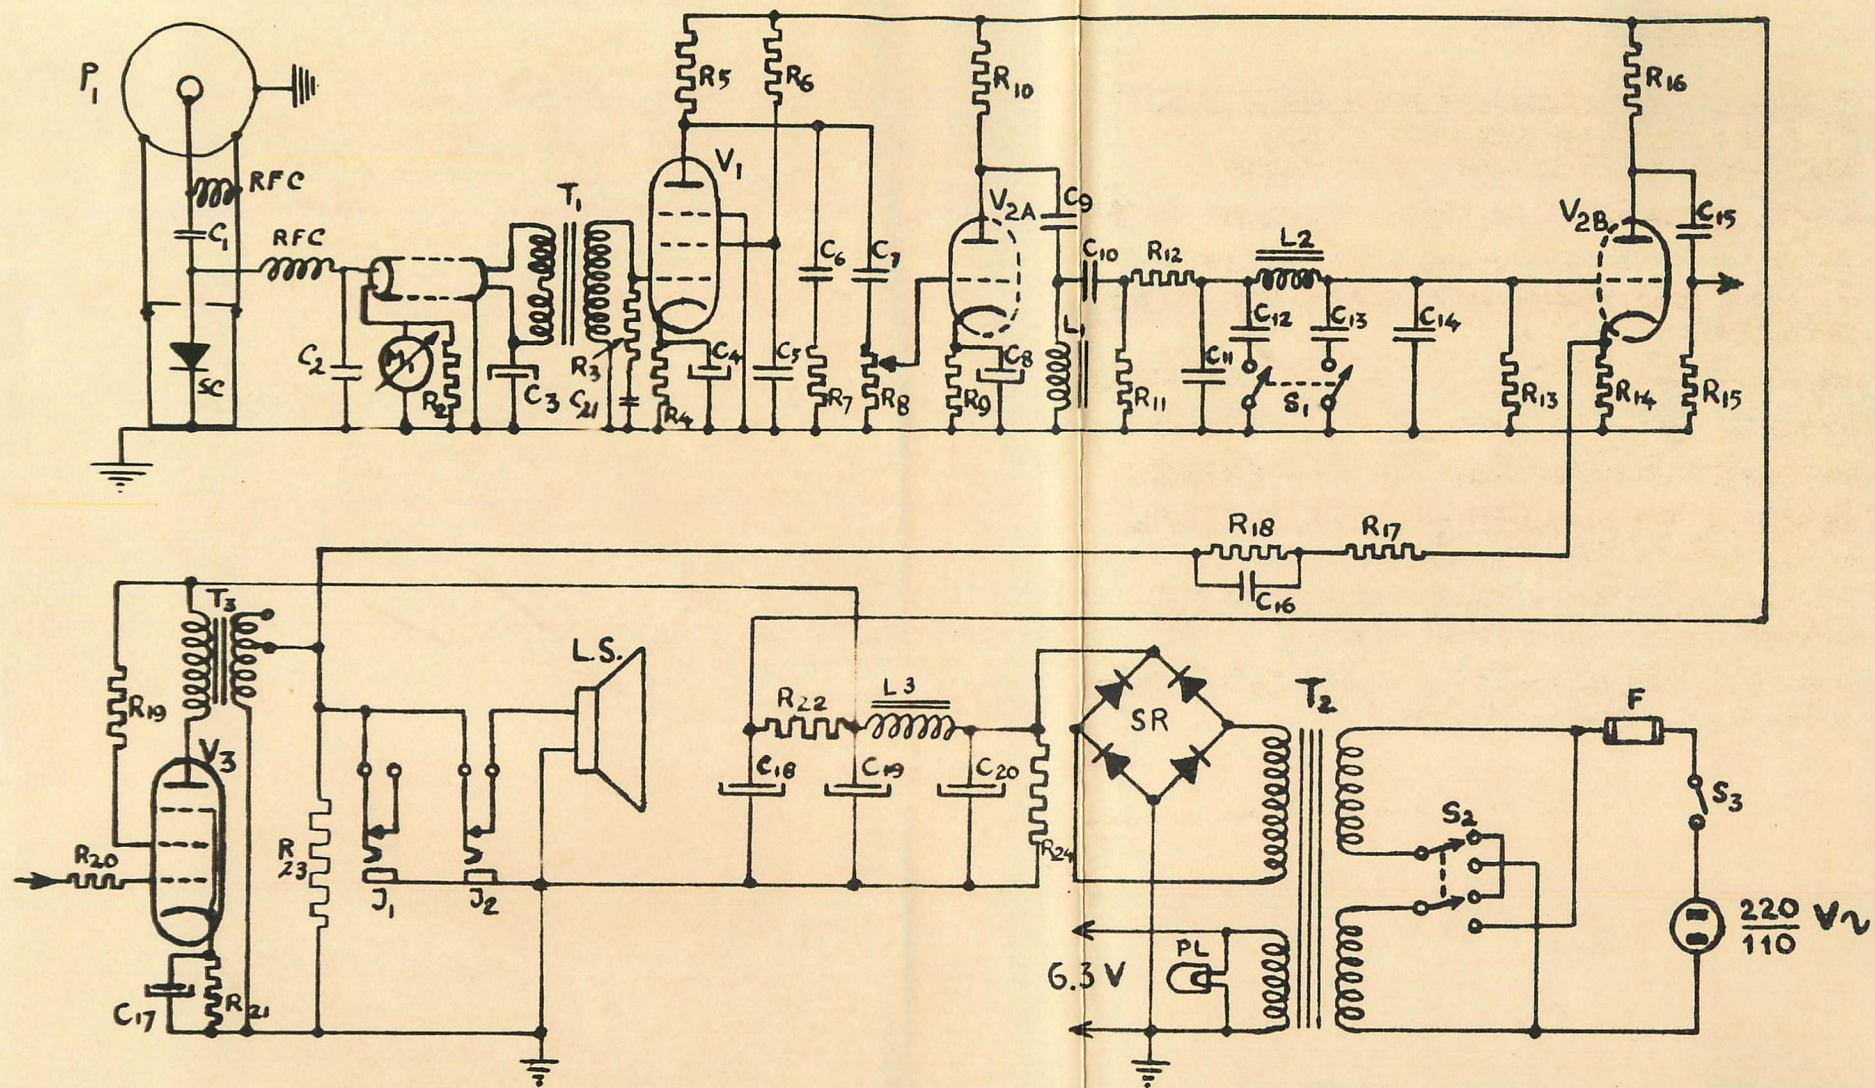 P1
RFC
C1
RFC
SC
C2
M1
R2
C3
T1
R3
C21
R4
V1
R5
R6
C4
C5
C6
C7
R7
R8
R10
V2A
C9
C8
R9
C10
L1
R12
R11
C11
L2
C12
C13
S1
C14
R13
V2B
R16
C15
R14
R15
R18
R17
C16
T3
R19
V3
R20
C17
R21
R23
J1
J2
L.S.
R22
L3
C18
C19
C20
R24
SR
T2
6.3 V
PL
S2
F
S3
220/110 V~